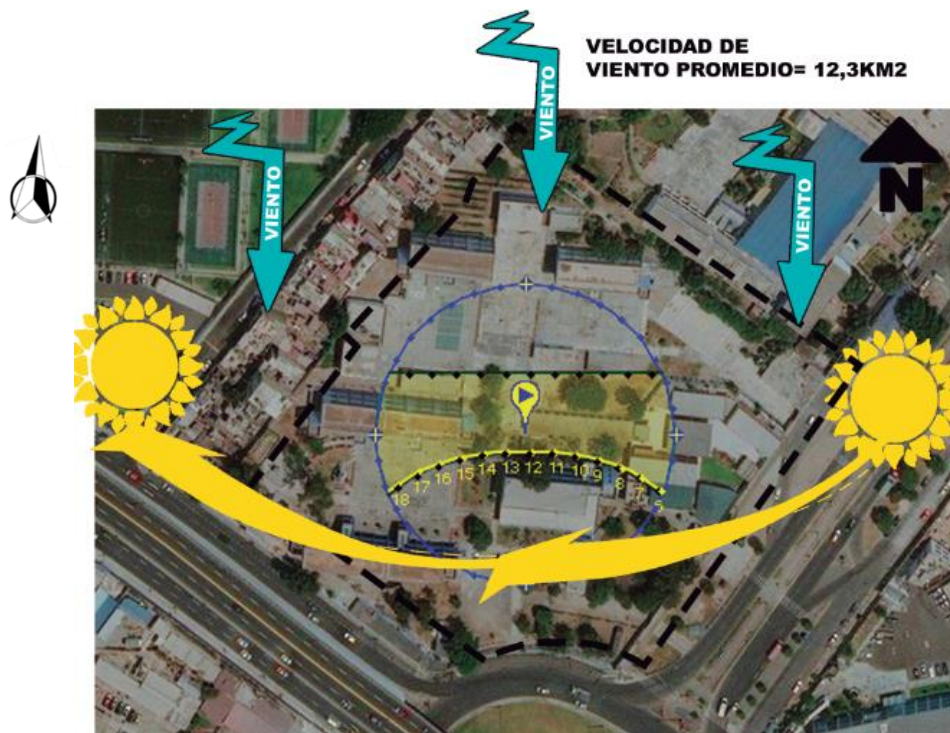 VELOCIDAD DE
VIENTO PROMEDIO= 12,3KM2
VIENTO
VIENTO
VIENTO
N
18 17 16 15 14 13 12 11 10 9 8 7